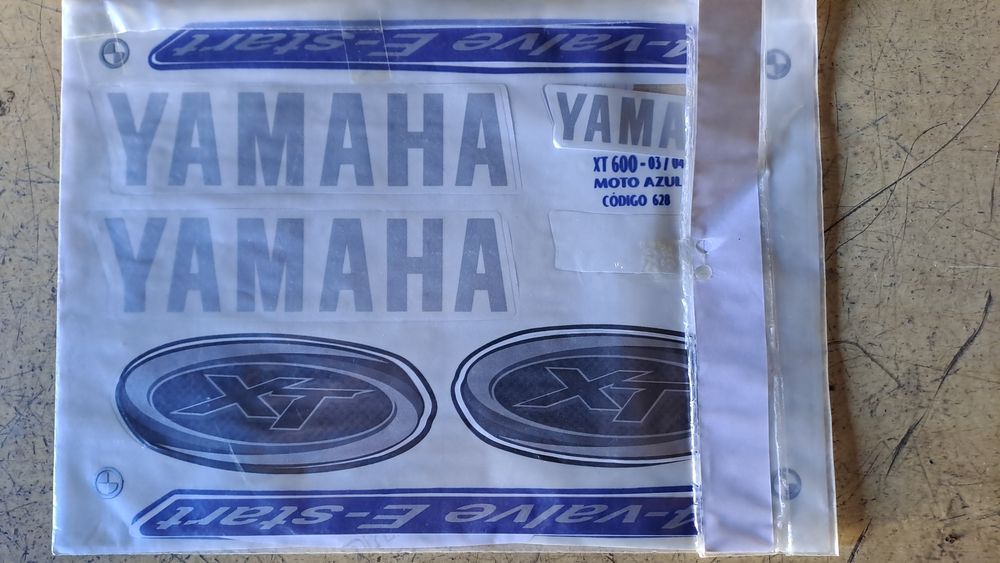 4-valve E-start
YAMAHA
YAMA
XT 600 - 03 / 04
MOTO AZUL
CÓDIGO 628
YAMAHA
XT
XT
4-valve E-start